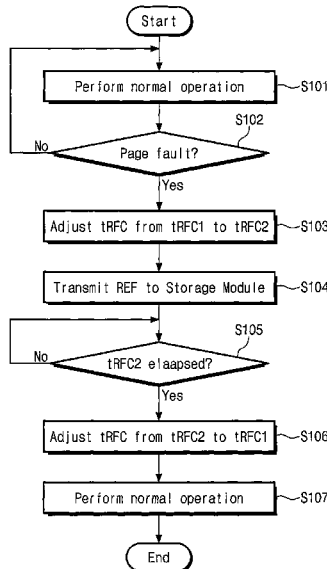 Start
Perform normal operation
S101
S102
Page fault?
No
Yes
Adjust tRFC from tRFC1 to tRFC2
S103
Transmit REF to Storage Module
S104
S105
tRFC2 elaapsed?
No
Yes
Adjust tRFC from tRFC2 to tRFC1
S106
Perform normal operation
S107
End